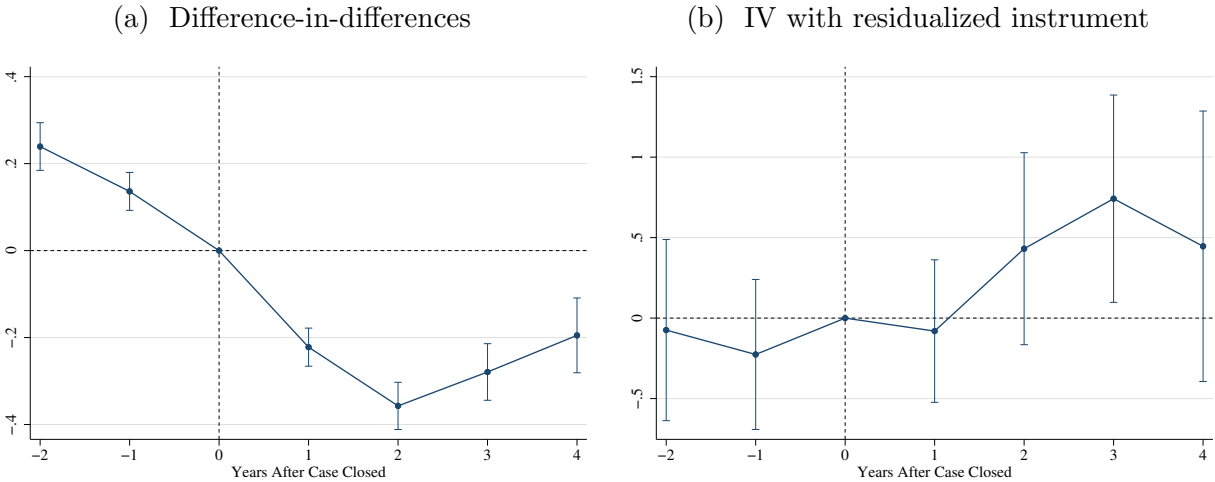 (a) Difference-in-differences
.4
.2
0
-.2
-.4
-2 -1 0 1 2 3 4
Years After Case Closed
(b) IV with residualized instrument
1.5
1
.5
0
-.5
-2 -1 0 1 2 3 4
Years After Case Closed